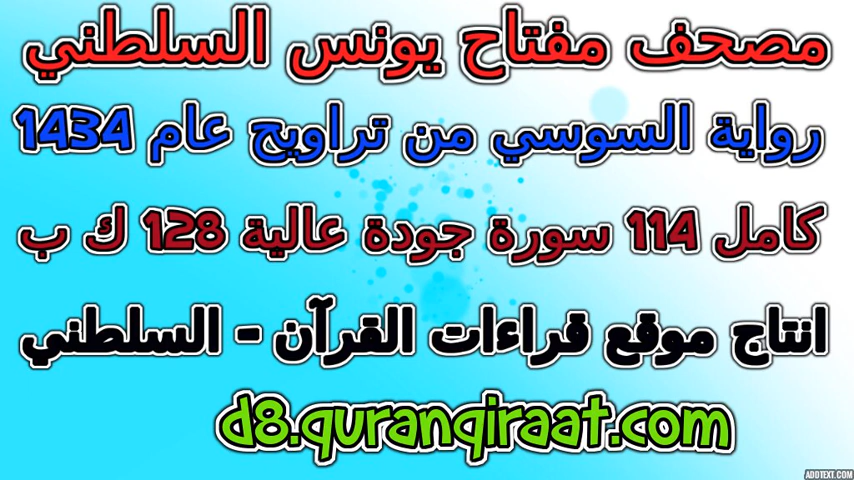 مصحف مفتاح يونس السلطني
رواية السوسي من تراويح عام 1434
كامل 114 سورة جودة عالية 128 ك ب
انتاج موقع قراءات القرآن - السلطني
d8.quranqiraat.com
ADDTEXT.COM